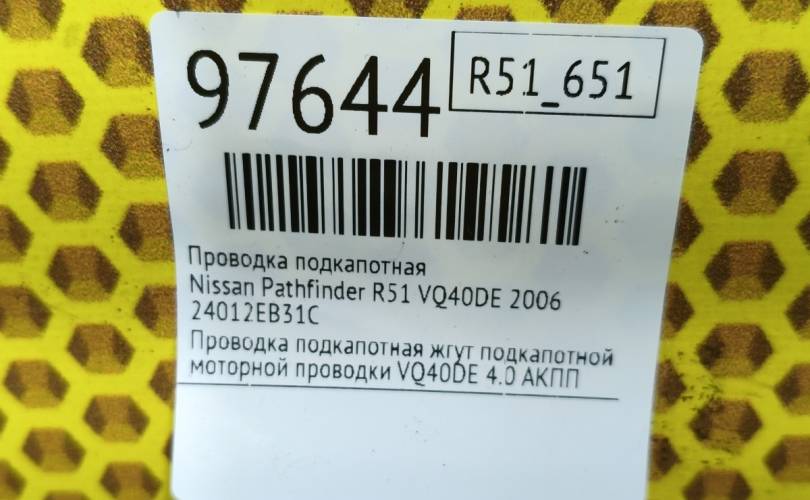 97644
R51_651
Проводка подкапотная
Nissan Pathfinder R51 VQ40DE 2006
24012EB31C
Проводка подкапотная жгут подкапотной
моторной проводки VQ40DE 4.0 АКПП